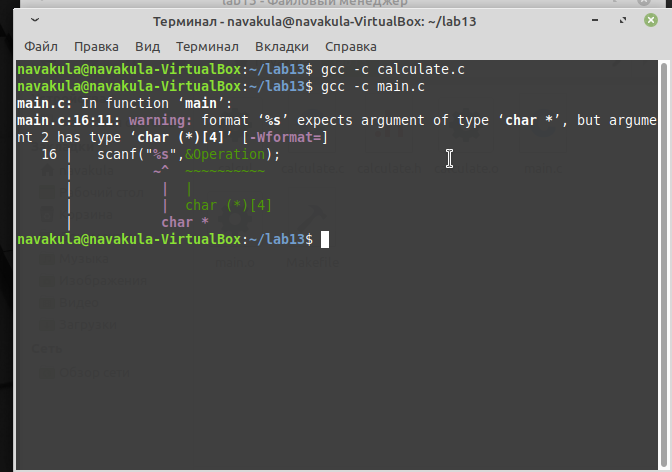 lab13 - Файловый менеджер
Терминал - navakula@navakula-VirtualBox: ~/lab13
Файл Правка Вид Терминал Вкладки Справка
navakula@navakula-VirtualBox:~/lab13$ gcc -c calculate.c
navakula@navakula-VirtualBox:~/lab13$ gcc -c main.c
main.c: In function ‘main’:
main.c:16:11: warning: format ‘%s’ expects argument of type ‘char *’, but argume
nt 2 has type ‘char (*)[4]’ [-Wformat=]
16 | scanf("%s",&Operation);
| ~^ ~~~~~~~~~~
| | |
| | char (*)[4]
| char *
navakula@navakula-VirtualBox:~/lab13$